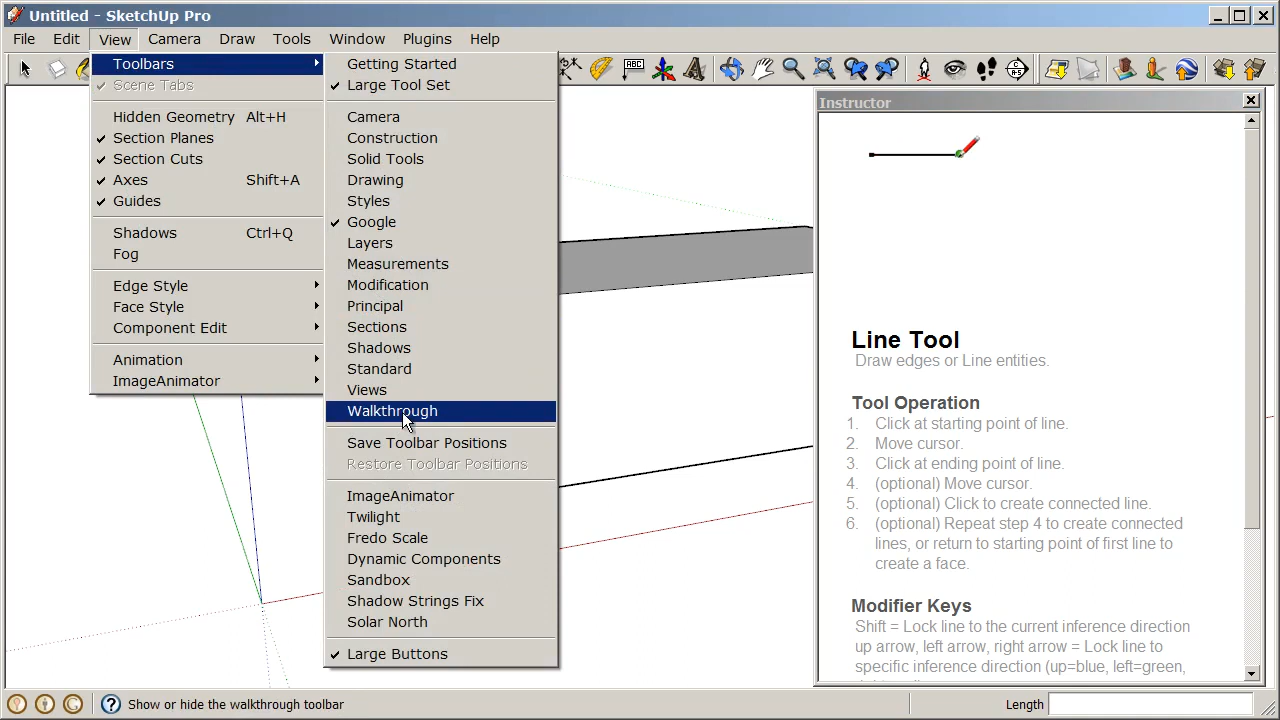 Untitled - SketchUp Pro
File Edit View Camera Draw Tools Window Plugins Help
ABC
Toolbars
Scene Tabs
Hidden Geometry Alt+H
Section Planes
Section Cuts
Axes Shift+A
Guides
Shadows Ctrl+Q
Fog
Edge Style
Face Style
Component Edit
Animation
ImageAnimator
Getting Started
Large Tool Set
Camera
Construction
Solid Tools
Drawing
Styles
Google
Layers
Measurements
Modification
Principal
Sections
Shadows
Standard
Views
Walkthrough
Save Toolbar Positions
Restore Toolbar Positions
ImageAnimator
Twilight
Fredo Scale
Dynamic Components
Sandbox
Shadow Strings Fix
Solar North
Large Buttons
Instructor
Line Tool
Draw edges or Line entities.
Tool Operation
1. Click at starting point of line.
2. Move cursor.
3. Click at ending point of line.
4. (optional) Move cursor.
5. (optional) Click to create connected line.
6. (optional) Repeat step 4 to create connected
lines, or return to starting point of first line to
create a face.
Modifier Keys
Shift = Lock line to the current inference direction
up arrow, left arrow, right arrow = Lock line to
specific inference direction (up=blue, left=green,
Show or hide the walkthrough toolbar
Length